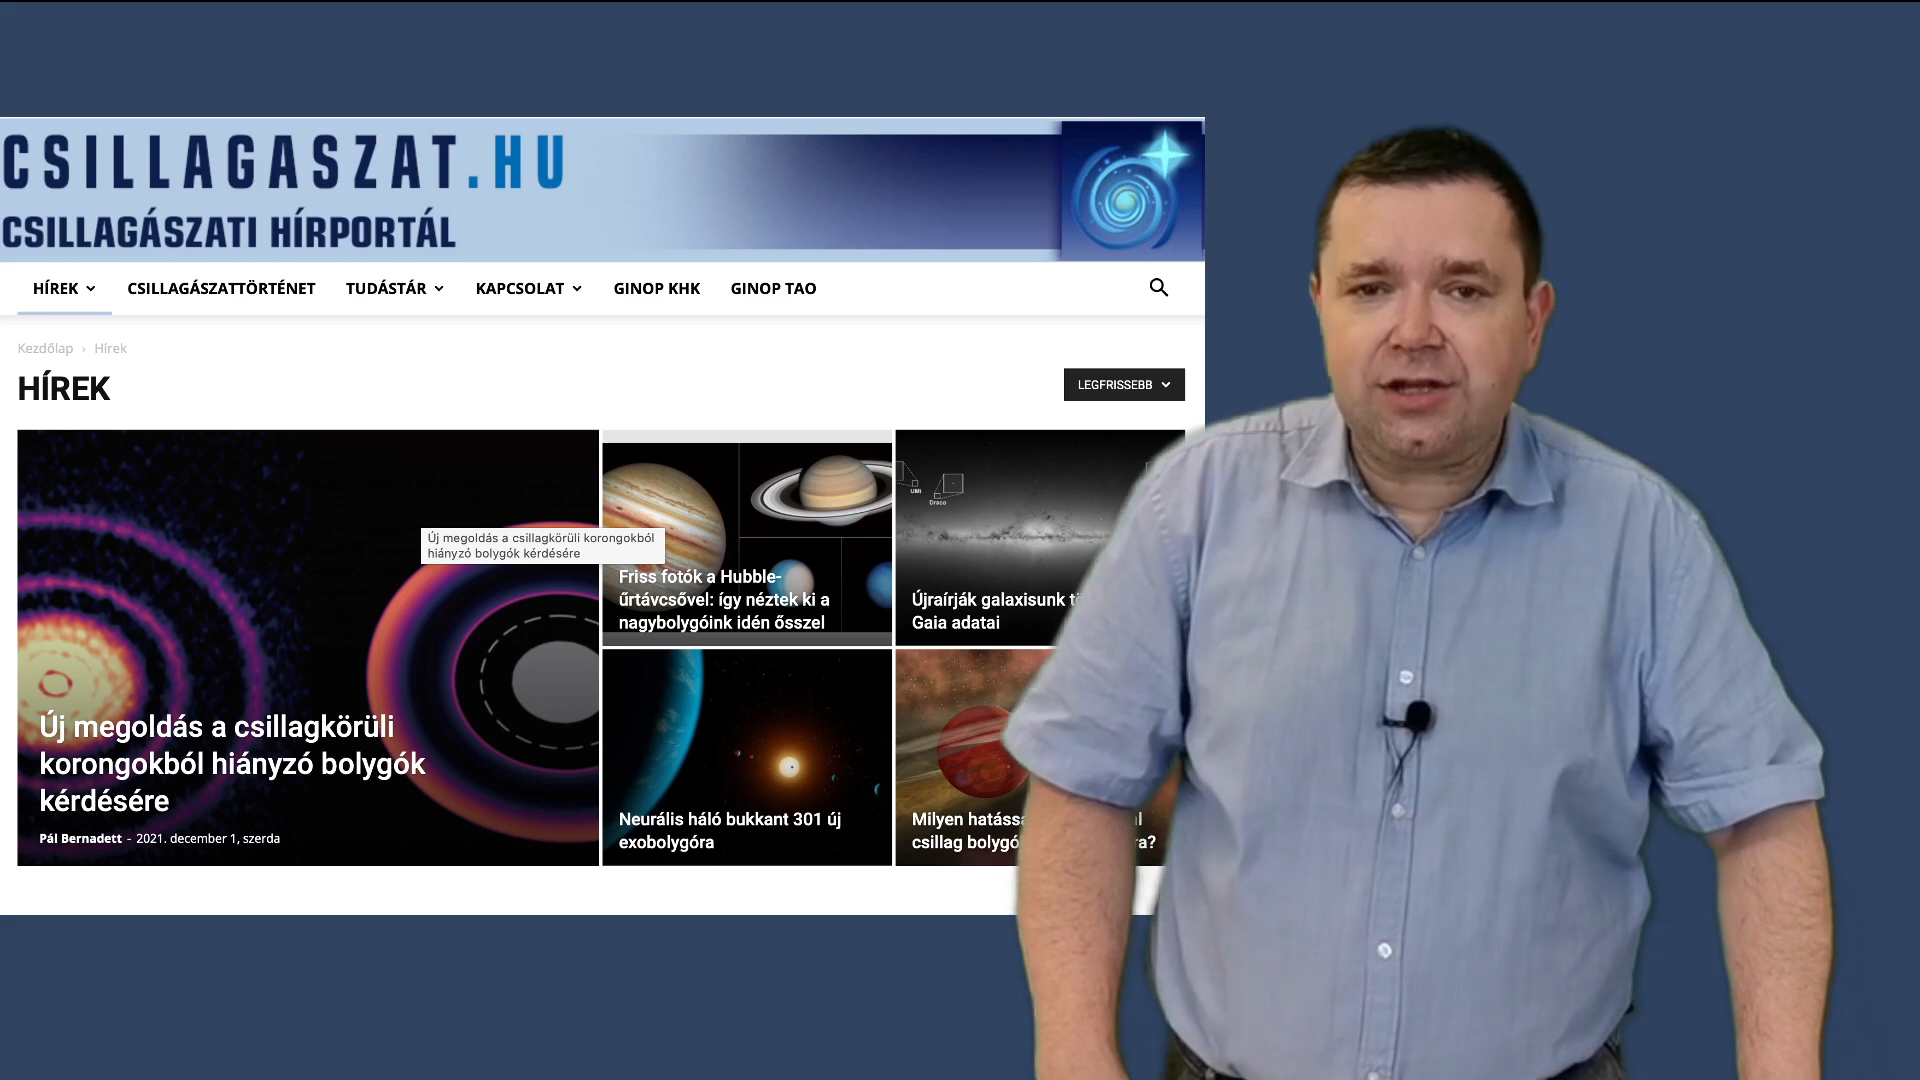 CSILLAGASZAT.HU
CSILLAGÁSZATI HÍRPORTÁL
HÍREK
CSILLAGÁSZATTÖRTÉNET
TUDÁSTÁR
KAPCSOLAT
GINOP KHK
GINOP TAO
Kezdőlap › Hírek
HÍREK
LEGFRISSEBB
Új megoldás a csillagkörüli korongokból
hiányzó bolygók kérdésére
Új megoldás a csillagkörüli
korongokból hiányzó bolygók
kérdésére
Pál Bernadett - 2021. december 1, szerda
Friss fotók a Hubble-
űrtávcsővel: így néztek ki a
nagybolygóink idén ősszel
UMi
Draco
Újraírják galaxisunk
Gaia adatai
Neurális háló bukkant 301 új
exobolygóra
Milyen
csillag